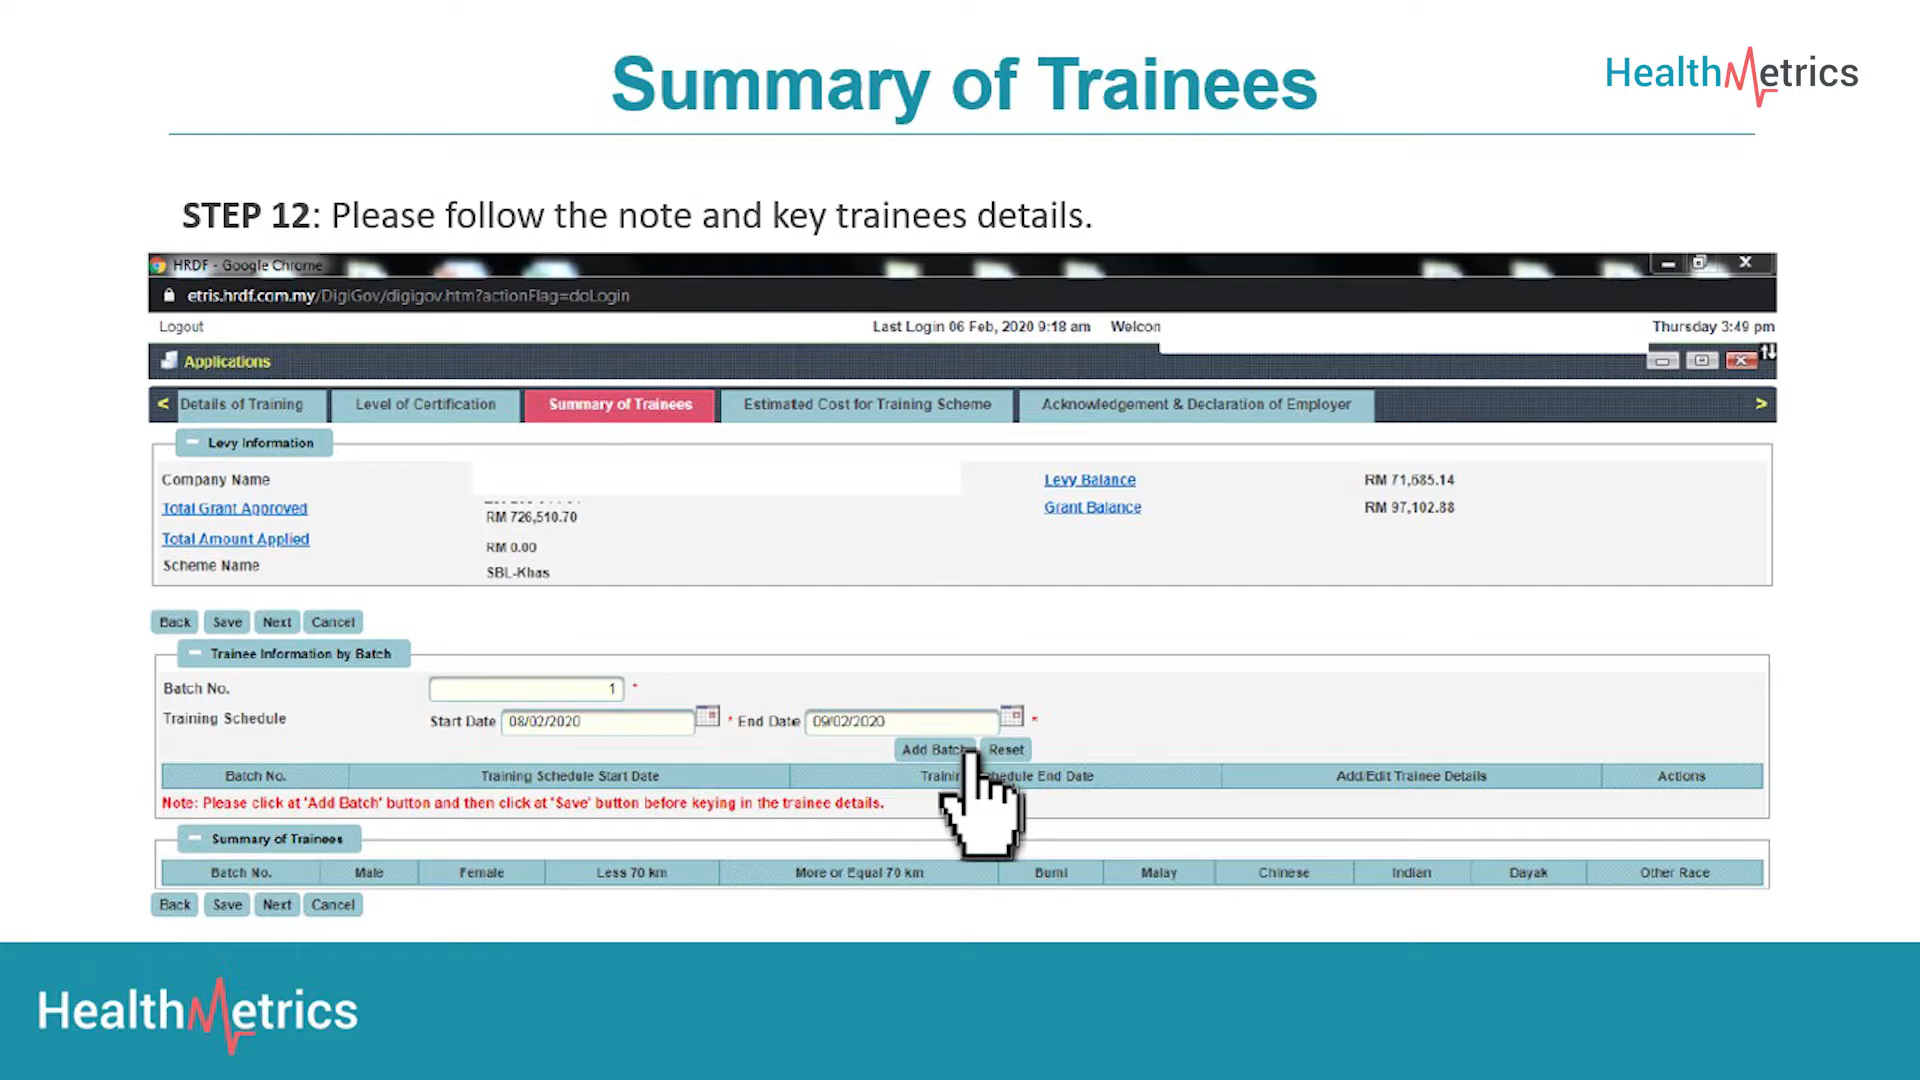 Summary of Trainees
HealthMetrics
STEP 12: Please follow the note and key trainees details.
HRDF - Google Chrome
etris.hrdf.com.my/DigiGov/digigov.htm?actionFlag=doLogin
Logout Last Login 06 Feb, 2020 9:18 am Welcon Thursday 3:49 pm
Applications
< Details of Training Level of Certification Summary of Trainees Estimated Cost for Training Scheme Acknowledgement & Declaration of Employer >
Levy Information
Company Name Levy Balance RM 71,685.14
Total Grant Approved RM 726,510.70 Grant Balance RM 97,102.88
Total Amount Applied RM 0.00
Scheme Name SBL-Khas
Back Save Next Cancel
Trainee Information by Batch
Batch No. 1 *
Training Schedule Start Date 08/02/2020 * End Date 09/02/2020 *
Add Batch Reset
Batch No. Training Schedule Start Date Schedule End Date Add/Edit Trainee Details Actions
Note: Please click at 'Add Batch' button and then click at 'Save' button before keying in the trainee details.
Summary of Trainees
Batch No. Male Female Less 70 km More or Equal 70 km Bumi Malay Chinese Indian Dayak Other Race
Back Save Next Cancel
HealthMetrics